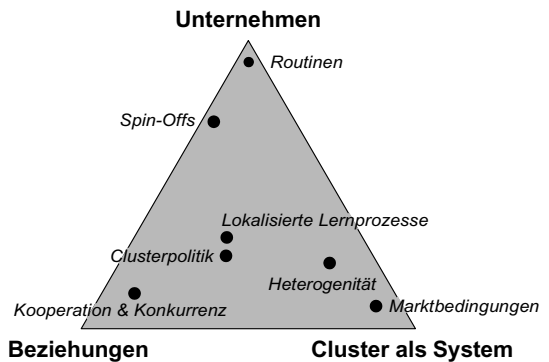 Unternehmen
Routinen
Spin-Offs
Lokalisierte Lernprozesse
Clusterpolitik
Heterogenität
Kooperation & Konkurrenz
Marktbedingungen
Beziehungen
Cluster als System